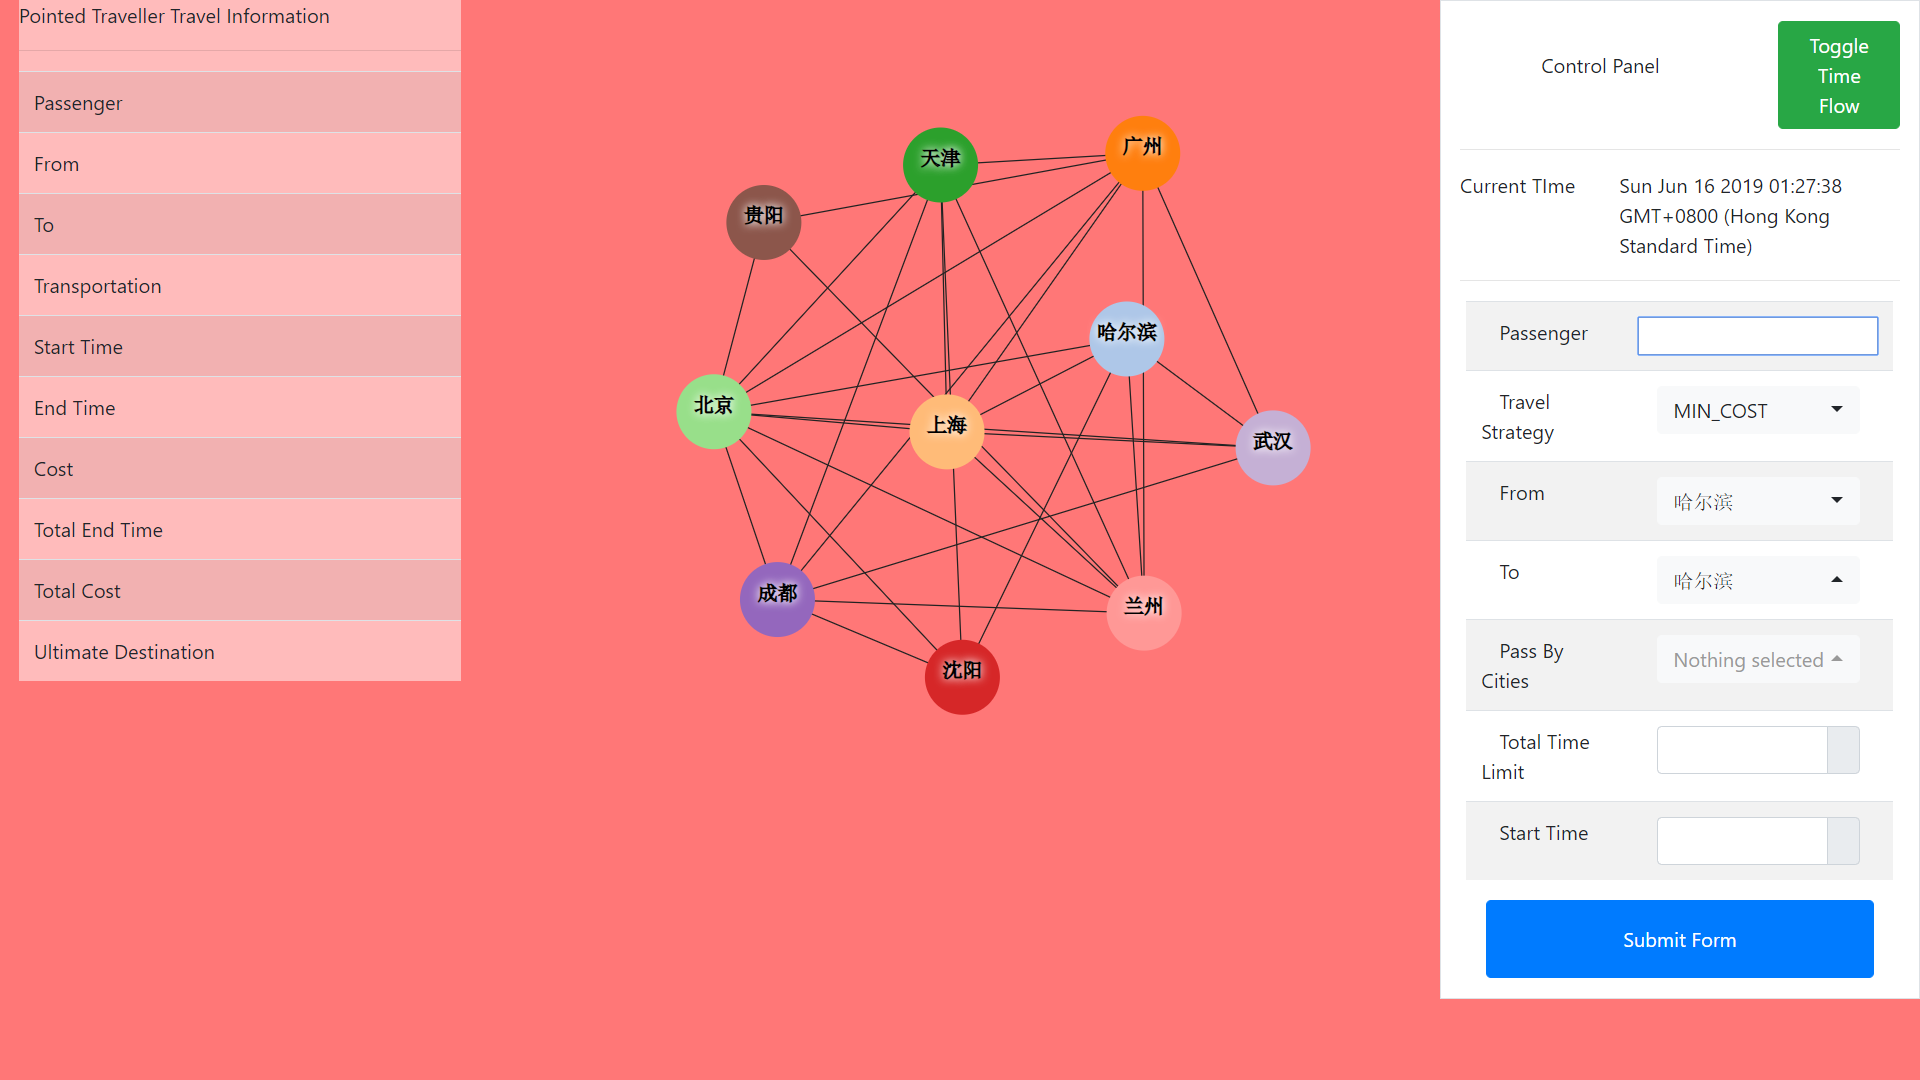 Pointed Traveller Travel Information
Passenger
From
To
Transportation
Start Time
End Time
Cost
Total End Time
Total Cost
Ultimate Destination
天津
广州
贵阳
哈尔滨
北京
上海
武汉
成都
兰州
沈阳
Control Panel
Toggle
Time
Flow
Current TIme
Sun Jun 16 2019 01:27:38
GMT+0800 (Hong Kong
Standard Time)
Passenger
Travel
Strategy
MIN_COST
From
哈尔滨
To
哈尔滨
Pass By
Cities
Nothing selected
Total Time
Limit
Start Time
Submit Form